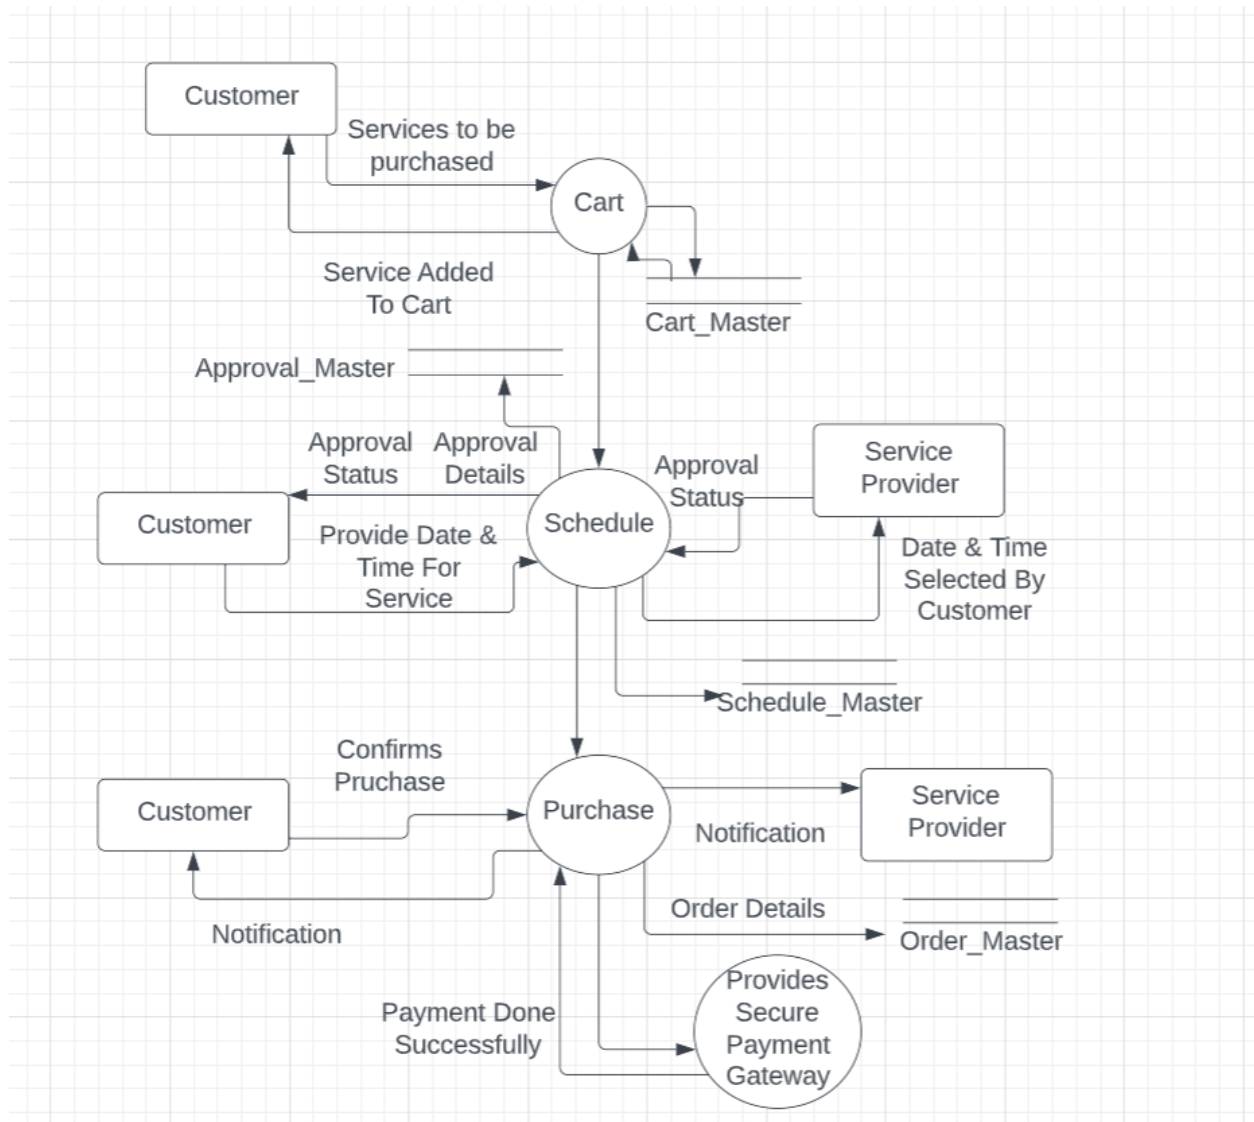 Customer
Services to be
purchased
Cart
Service Added
To Cart
Cart_Master
Approval_Master
Approval
Status
Approval
Details
Approval
Status
Service
Provider
Customer
Schedule
Provide Date &
Time For
Service
Date & Time
Selected By
Customer
Schedule_Master
Confirms
Pruchase
Customer
Purchase
Service
Provider
Notification
Order Details
Notification
Order_Master
Provides
Secure
Payment
Gateway
Payment Done
Successfully